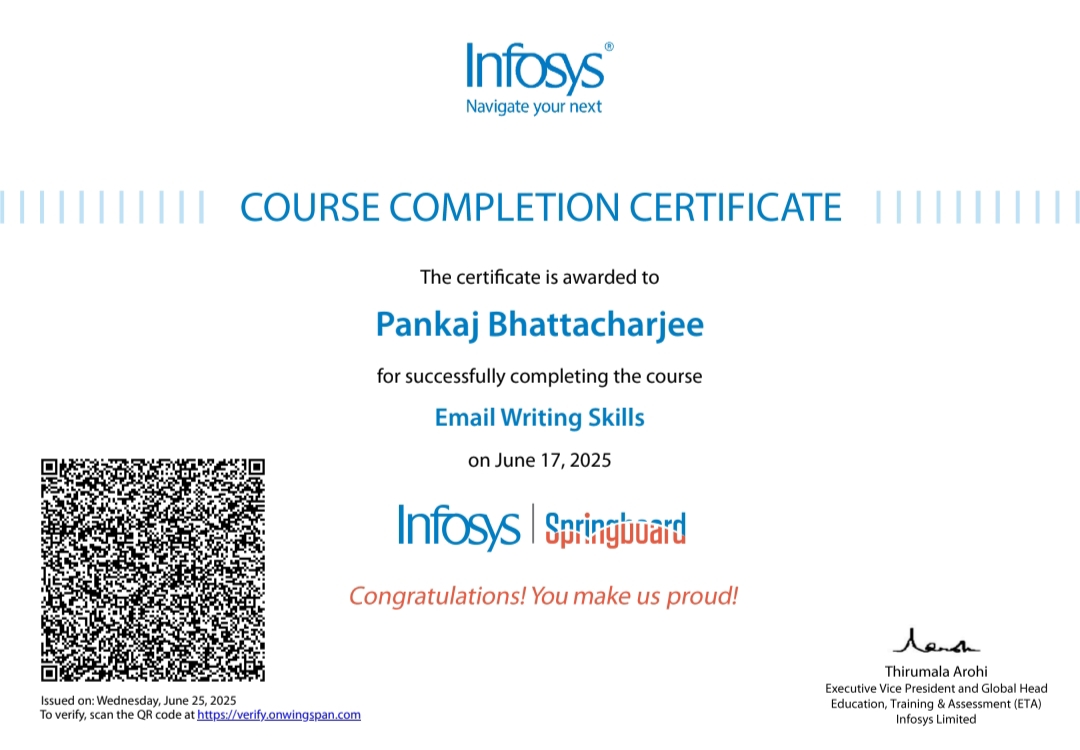 Infosys®
Navigate your next
COURSE COMPLETION CERTIFICATE
The certificate is awarded to
Pankaj Bhattacharjee
for successfully completing the course
Email Writing Skills
on June 17, 2025
Infosys | Springboard
Congratulations! You make us proud!
Issued on: Wednesday, June 25, 2025
To verify, scan the QR code at https://verify.onwingspan.com
Thirumala Arohi
Executive Vice President and Global Head
Education, Training & Assessment (ETA)
Infosys Limited